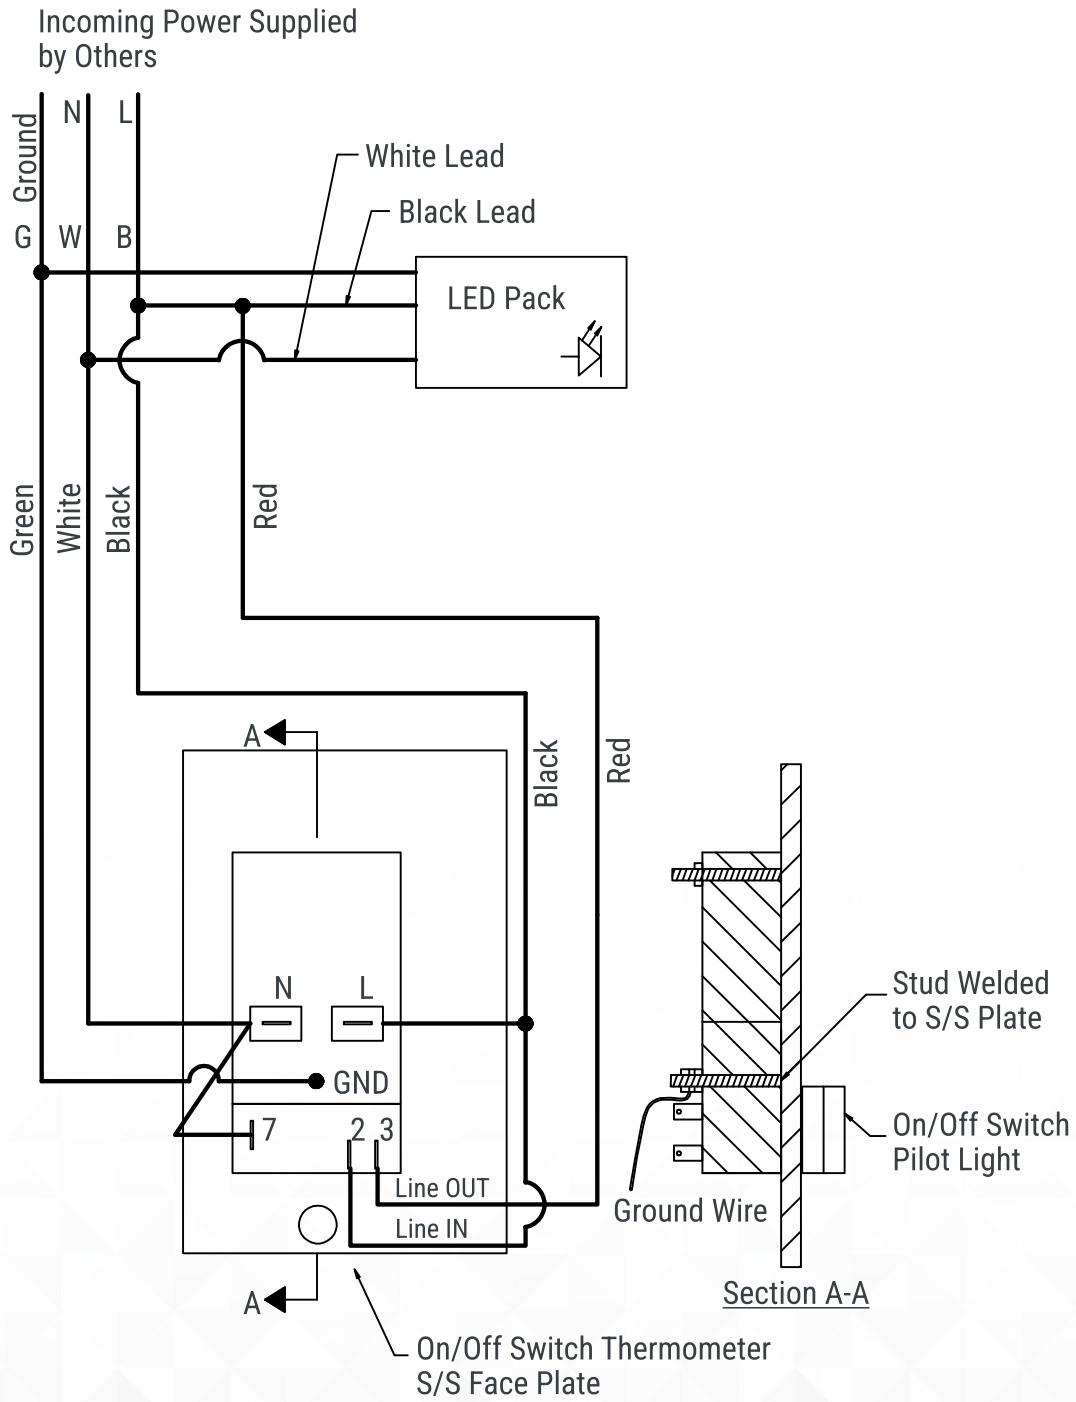 Incoming Power Supplied
by Others
Ground
N
L
G
W
B
White Lead
Black Lead
LED Pack
Green
White
Black
Red
A
Black
Red
N
L
GND
7
2
3
Line OUT
Line IN
A
On/Off Switch Thermometer
S/S Face Plate
Stud Welded
to S/S Plate
On/Off Switch
Pilot Light
Ground Wire
Section A-A